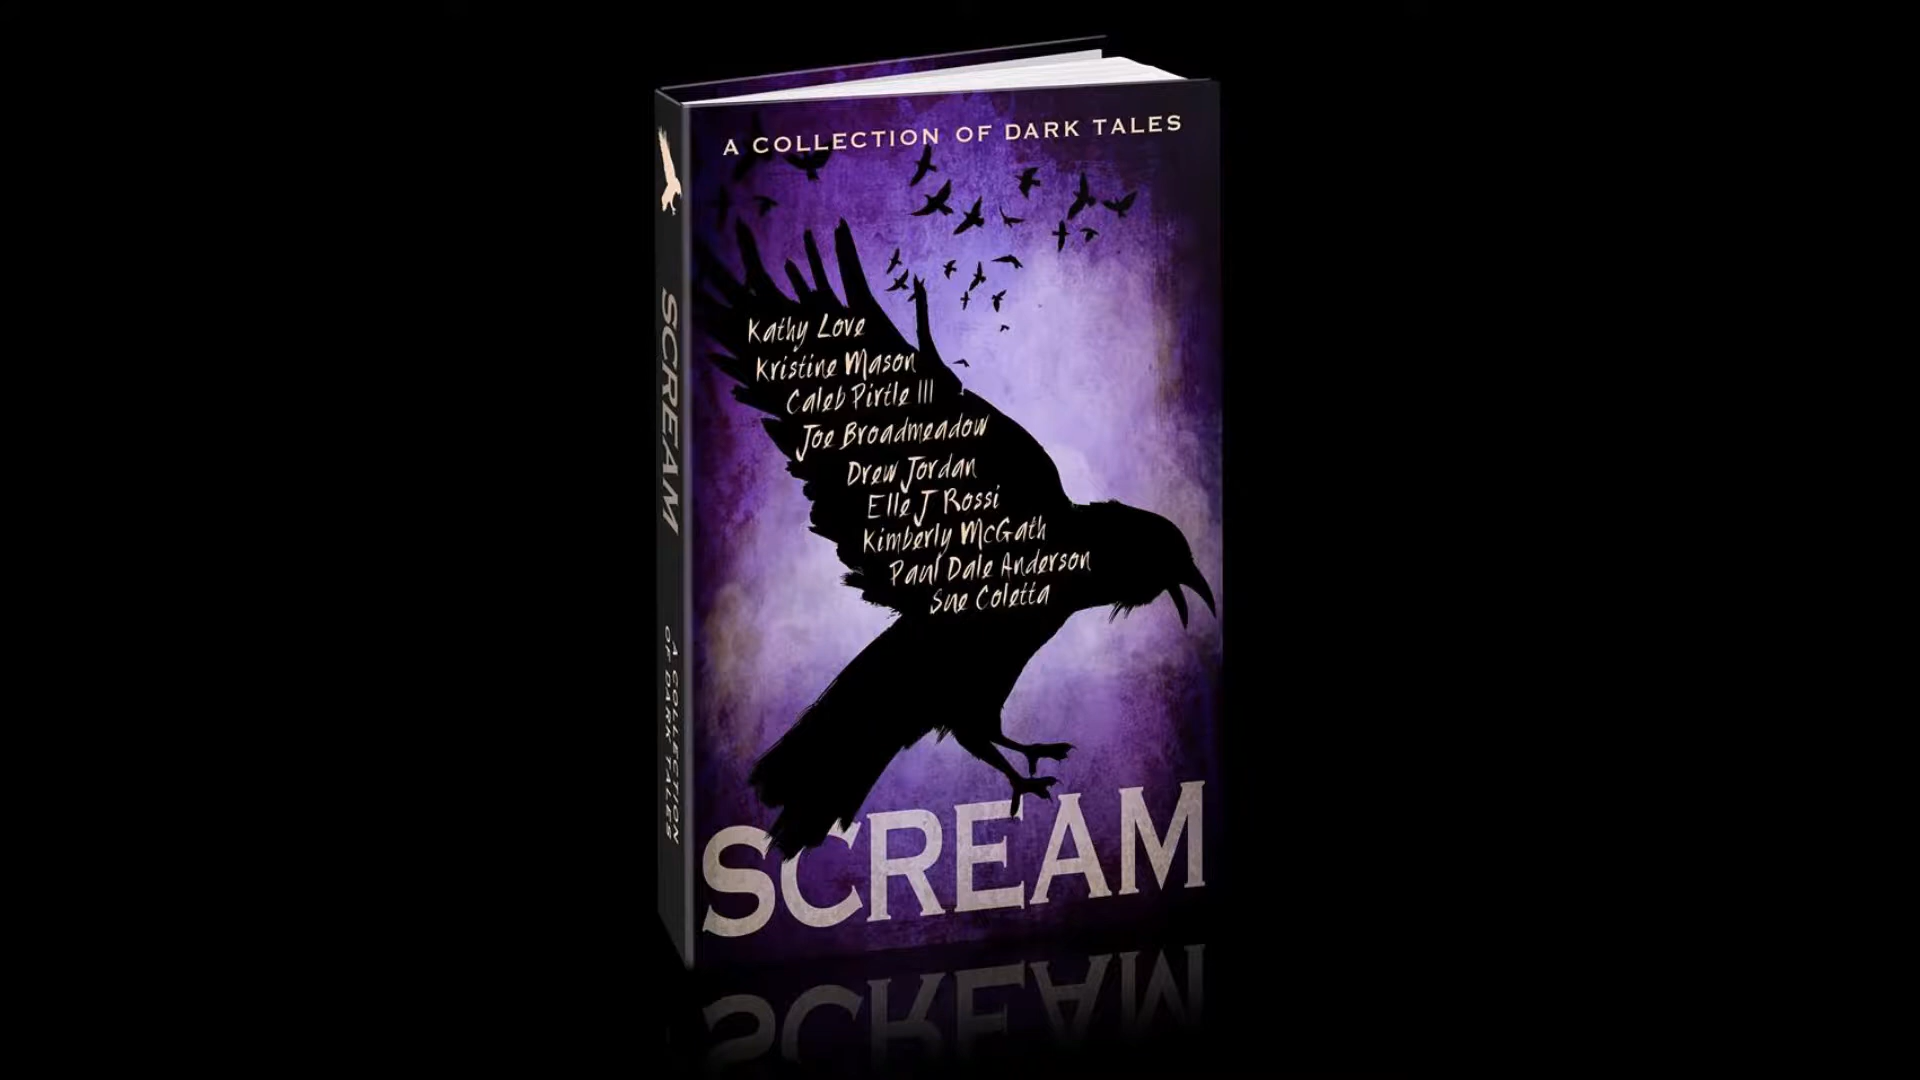 A COLLECTION OF DARK TALES
Kathy Love
Kristine Mason
Caleb Pirtle III
Joe Broadmeadow
Drew Jordan
Elle J Rossi
Kimberly McGath
Paul Dale Anderson
Sue Coletta
SCREAM
SCREAM
A COLLECTION
OF DARK TALES
SCREAM